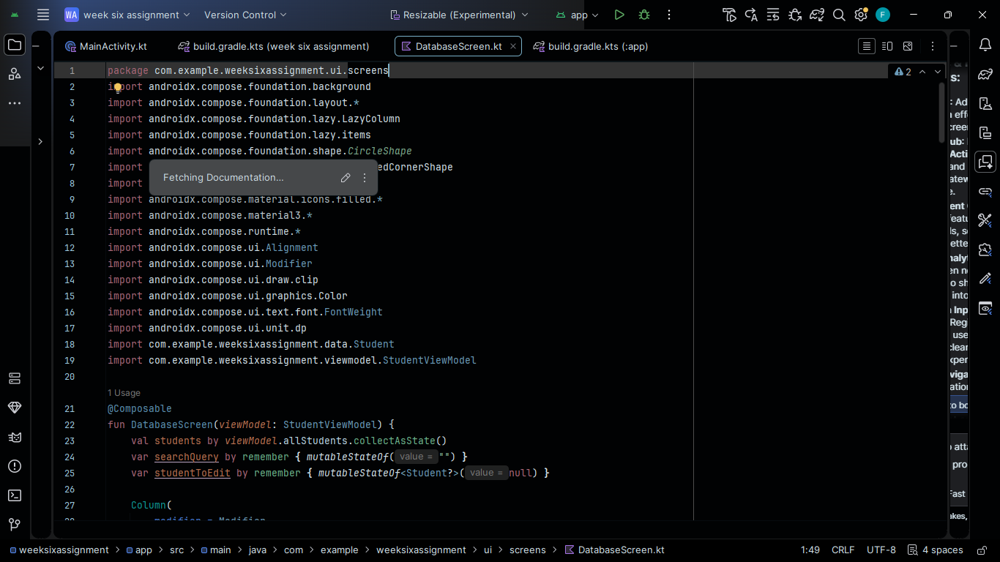 WA week six assignment Version Control Resizable (Experimental) app F
MainActivity.kt build.gradle.kts (week six assignment) DatabaseScreen.kt build.gradle.kts (:app)
1 package com.example.weeksixassignment.ui.screens 2
2 import androidx.compose.foundation.background
3 import androidx.compose.foundation.layout.*
4 import androidx.compose.foundation.lazy.LazyColumn
5 import androidx.compose.foundation.lazy.items
6 import androidx.compose.foundation.shape.CircleShape
7 import edCornerShape
Fetching Documentation...
8 import
9 import androidx.compose.material.icons.filled.*
10 import androidx.compose.material3.*
11 import androidx.compose.runtime.*
12 import androidx.compose.ui.Alignment
13 import androidx.compose.ui.Modifier
14 import androidx.compose.ui.draw.clip
15 import androidx.compose.ui.graphics.Color
16 import androidx.compose.ui.text.font.FontWeight
17 import androidx.compose.ui.unit.dp
18 import com.example.weeksixassignment.data.Student
19 import com.example.weeksixassignment.viewmodel.StudentViewModel
20
1 Usage
21 @Composable
22 fun DatabaseScreen(viewModel: StudentViewModel) {
23 val students by viewModel.allStudents.collectAsState()
24 var searchQuery by remember { mutableStateOf( value = "") }
25 var studentToEdit by remember { mutableStateOf<Student?>( value = null) }
26
27 Column(
28 modifier = Modifier
s:
: Ad
eff
creer
ub:
Acti
and
atew
e.
ent
eatu
ls, s
ette
nalyt
en n
o sh
into
Inp
Regi
use
clear
xper
viga
ation
to bo
o atta
pro
Fast
akes,
weeksixassignment > app > src > main > java > com > example > weeksixassignment > ui > screens > DatabaseScreen.kt 1:49 CRLF UTF-8 4 spaces